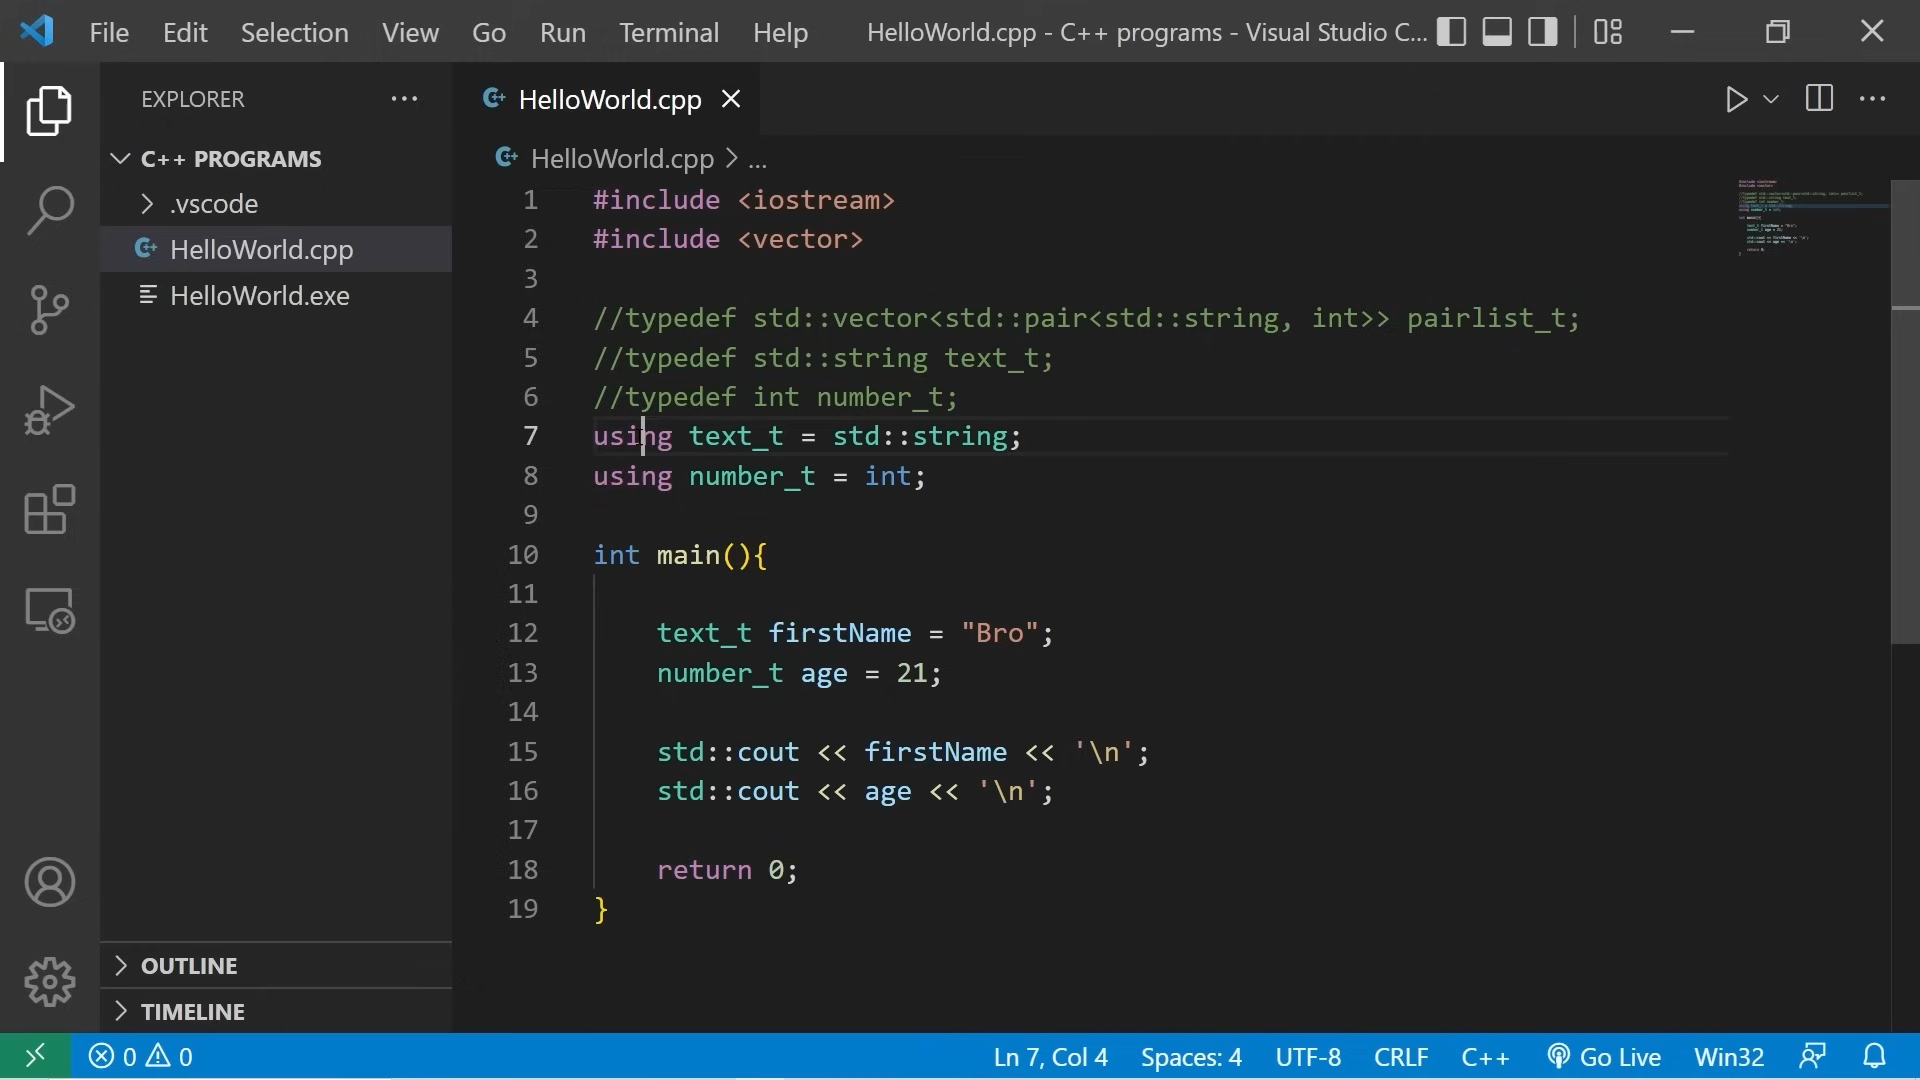 File Edit Selection View Go Run Terminal Help HelloWorld.cpp - C++ programs - Visual Studio C...
EXPLORER
C++ PROGRAMS
.vscode
HelloWorld.cpp
HelloWorld.exe
OUTLINE
TIMELINE
HelloWorld.cpp
HelloWorld.cpp > ...
1 #include <iostream>
2 #include <vector>
3
4 //typedef std::vector<std::pair<std::string, int>> pairlist_t;
5 //typedef std::string text_t;
6 //typedef int number_t;
7 using text_t = std::string;
8 using number_t = int;
9
10 int main(){
11
12 text_t firstName = "Bro";
13 number_t age = 21;
14
15 std::cout << firstName << '\n';
16 std::cout << age << '\n';
17
18 return 0;
19 }
0 0 Ln 7, Col 4 Spaces: 4 UTF-8 CRLF C++ Go Live Win32